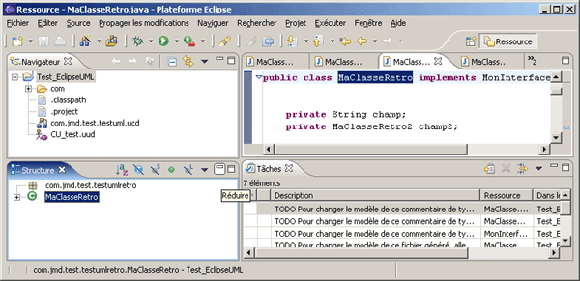 Ressource - MaClasseRetro.java - Plateforme Eclipse
Fichier Editer Source Propager les modifications Naviguer Rechercher Projet Exécuter Fenêtre Aide
Ressource
Navigateur
Test_EclipseUML
com
.classpath
.project
com.jmd.test.testuml.ucd
CU_test.uud
MaClass... MaClass... MaClass... MaClass... 2
public class MaClasseRetro implements MonInterface
private String champ;
private MaClasseRetro2 champ2;
Structure
com.jmd.test.testumlretro
MaClasseRetro
Réduire
Tâches
7 éléments
Description Ressource Dans le
TODO Pour changer le modèle de ce commentaire de ty... MaClasse.... Test_E
TODO Pour changer le modèle de ce commentaire de ty... MaClasse... Test_E
TODO Pour changer le modèle de ce commentaire de ty... MonInterf... Test_E
TODO Pour changer le modèle de ce fichier généré, alle MaClasse... Test_E
com.jmd.test.testumlretro.MaClasseRetro - Test_EclipseUML